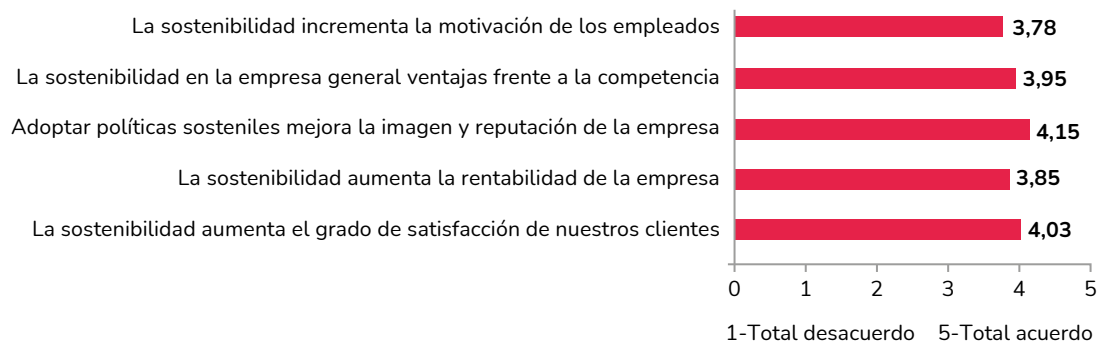 La sostenibilidad incrementa la motivación de los empleados 3,78
La sostenibilidad en la empresa general ventajas frente a la competencia 3,95
Adoptar políticas sosteniles mejora la imagen y reputación de la empresa 4,15
La sostenibilidad aumenta la rentabilidad de la empresa 3,85
La sostenibilidad aumenta el grado de satisfacción de nuestros clientes 4,03
0 1 2 3 4 5
1-Total desacuerdo 5-Total acuerdo